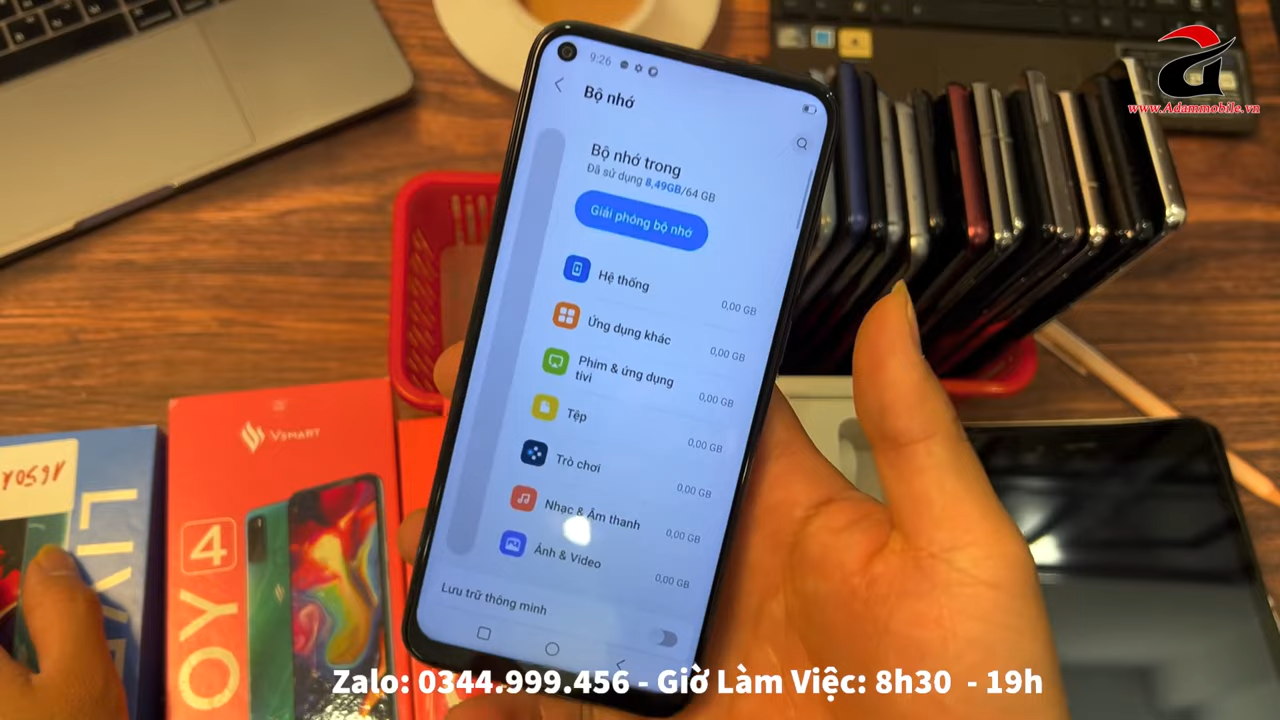 www.Adammobile.vn
9:26
Bộ nhớ
Bộ nhớ trong
Đã sử dụng 8,49GB/64 GB
Giải phóng bộ nhớ
Hệ thống 0,00 GB
Ứng dụng khác 0,00 GB
Phim & ứng dụng
tivi 0,00 GB
Tệp 0,00 GB
Trò chơi 0,00 GB
Nhạc & Âm thanh 0,00 GB
Ảnh & Video 0,00 GB
Lưu trữ thông minh
VSMART
JOY 4
LIVE
Zalo: 0344.999.456 - Giờ Làm Việc: 8h30 - 19h